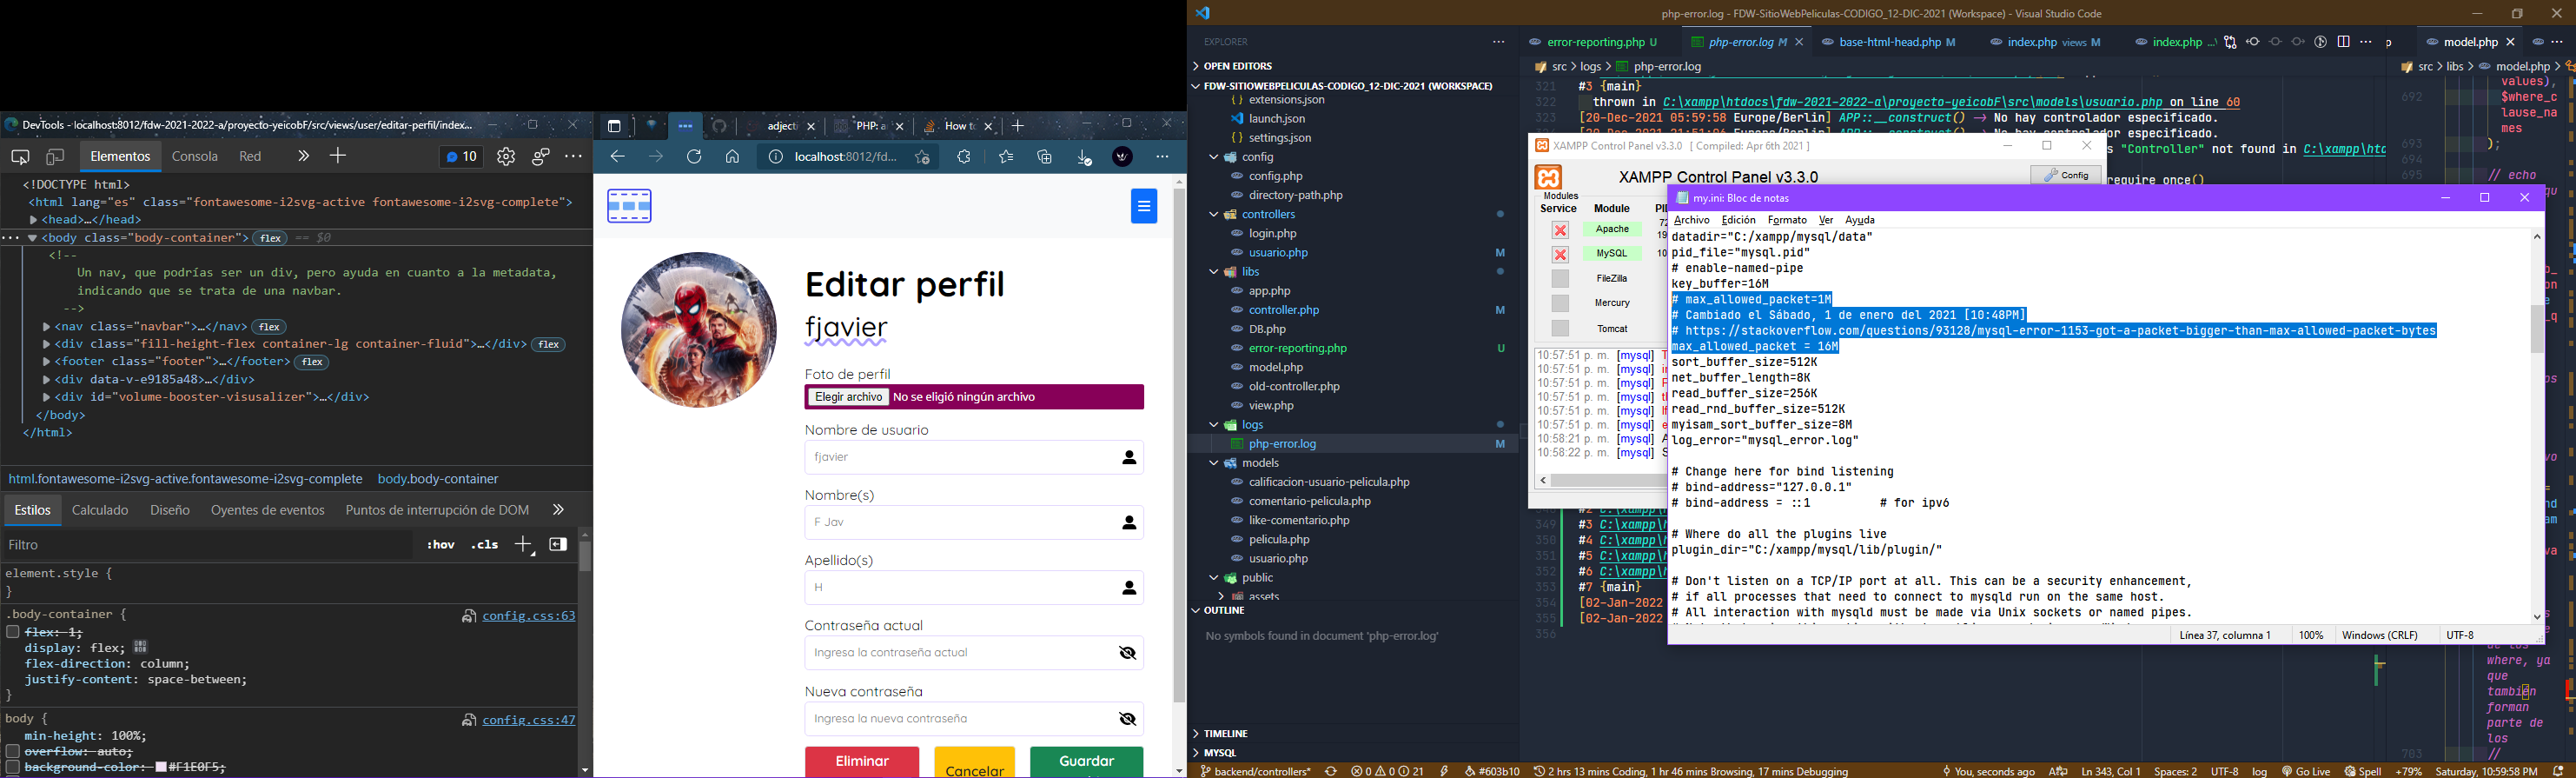 DevTools - localhost:8012/fdw-2021-2022-a/proyecto-yeicobF/src/views/user/editar-perfil/index...
Elementos Consola Red 10
<!DOCTYPE html>
<html lang="es" class="fontawesome-i2svg-active fontawesome-i2svg-complete">
<head>…</head>
<body class="body-container"> flex == $0
<!--
Un nav, que podrías ser un div, pero ayuda en cuanto a la metadata,
indicando que se trata de una navbar.
-->
<nav class="navbar">…</nav> flex
<div class="fill-height-flex container-lg container-fluid">…</div> flex
<footer class="footer">…</footer> flex
<div data-v-e9185a48>…</div>
<div id="volume-booster-visusalizer">…</div>
</body>
</html>
html.fontawesome-i2svg-active.fontawesome-i2svg-complete body.body-container
Estilos Calculado Diseño Oyentes de eventos Puntos de interrupción de DOM
Filtro :hov .cls
element.style {
}
.body-container { config.css:63
flex: 1;
display: flex;
flex-direction: column;
justify-content: space-between;
}
body { config.css:47
min-height: 100%;
overflow: auto;
background-color: #F1E0F5;
adjecti PHP: a How to
localhost:8012/fd...
Editar perfil
fjavier
Foto de perfil
Elegir archivo No se eligió ningún archivo
Nombre de usuario
fjavier
Nombre(s)
F Jav
Apellido(s)
H
Contraseña actual
Ingresa la contraseña actual
Nueva contraseña
Ingresa la nueva contraseña
Eliminar Cancelar Guardar
php-error.log - FDW-SitioWebPeliculas-CODIGO_12-DIC-2021 (Workspace) - Visual Studio Code
EXPLORER
OPEN EDITORS
FDW-SITIOWEBPELICULAS-CODIGO_12-DIC-2021 (WORKSPACE)
extensions.json
launch.json
settings.json
config
config.php
directory-path.php
controllers
login.php
usuario.php M
libs
app.php
controller.php M
DB.php
error-reporting.php U
model.php
old-controller.php
view.php
logs
php-error.log M
models
calificacion-usuario-pelicula.php
comentario-pelicula.php
like-comentario.php
pelicula.php
usuario.php
public
assets
OUTLINE
No symbols found in document 'php-error.log'
TIMELINE
MYSQL
error-reporting.php U php-error.log M base-html-head.php M index.php views M index.php ...\ model.php
src > logs > php-error.log
src > libs > model.php >
321 #3 {main}
322 thrown in C:\xampp\htdocs\fdw-2021-2022-a\proyecto-yeicobF\src\models\usuario.php on line 60
[20-Dec-2021 05:59:58 Europe/Berlin] APP::__construct() -> No hay controlador especificado.
s "Controller" not found in C:\xampp\htd
require_once()
349 #3 C:\xampp\h
350 #4 C:\xampp\h
351 #5 C:\xampp\h
352 #6 C:\xampp\h
353 #7 {main}
354 [02-Jan-2022
355 [02-Jan-2022
356
values),
692 $where_c
lause_na
mes
693 );
694
695 // echo
where, ya
que
también
forman
parte de
los
703 //
XAMPP Control Panel v3.3.0 [ Compiled: Apr 6th 2021 ]
XAMPP Control Panel v3.3.0
Config
Modules
Service Module
Apache
MySQL
FileZilla
Mercury
Tomcat
10:57:51 p. m. [mysql]
10:57:51 p. m. [mysql]
10:57:51 p. m. [mysql]
10:57:51 p. m. [mysql]
10:57:51 p. m. [mysql]
10:57:51 p. m. [mysql]
10:58:21 p. m. [mysql]
10:58:22 p. m. [mysql]
my.ini: Bloc de notas
Archivo Edición Formato Ver Ayuda
datadir="C:/xampp/mysql/data"
pid_file="mysql.pid"
# enable-named-pipe
key_buffer=16M
# max_allowed_packet=1M
# Cambiado el Sábado, 1 de enero del 2021 [10:48PM]
# https://stackoverflow.com/questions/93128/mysql-error-1153-got-a-packet-bigger-than-max-allowed-packet-bytes
max_allowed_packet = 16M
sort_buffer_size=512K
net_buffer_length=8K
read_buffer_size=256K
read_rnd_buffer_size=512K
myisam_sort_buffer_size=8M
log_error="mysql_error.log"
# Change here for bind listening
# bind-address="127.0.0.1"
# bind-address = ::1 # for ipv6
# Where do all the plugins live
plugin_dir="C:/xampp/mysql/lib/plugin/"
# Don't listen on a TCP/IP port at all. This can be a security enhancement,
# if all processes that need to connect to mysqld run on the same host.
# All interaction with mysqld must be made via Unix sockets or named pipes.
Línea 37, columna 1 100% Windows (CRLF) UTF-8
backend/controllers* 0 0 21 #603b10 2 hrs 13 mins Coding, 1 hr 46 mins Browsing, 17 mins Debugging You, seconds ago Ln 343, Col 1 Spaces: 2 UTF-8 log Go Live Spell +79% Saturday, 10:59:58 PM